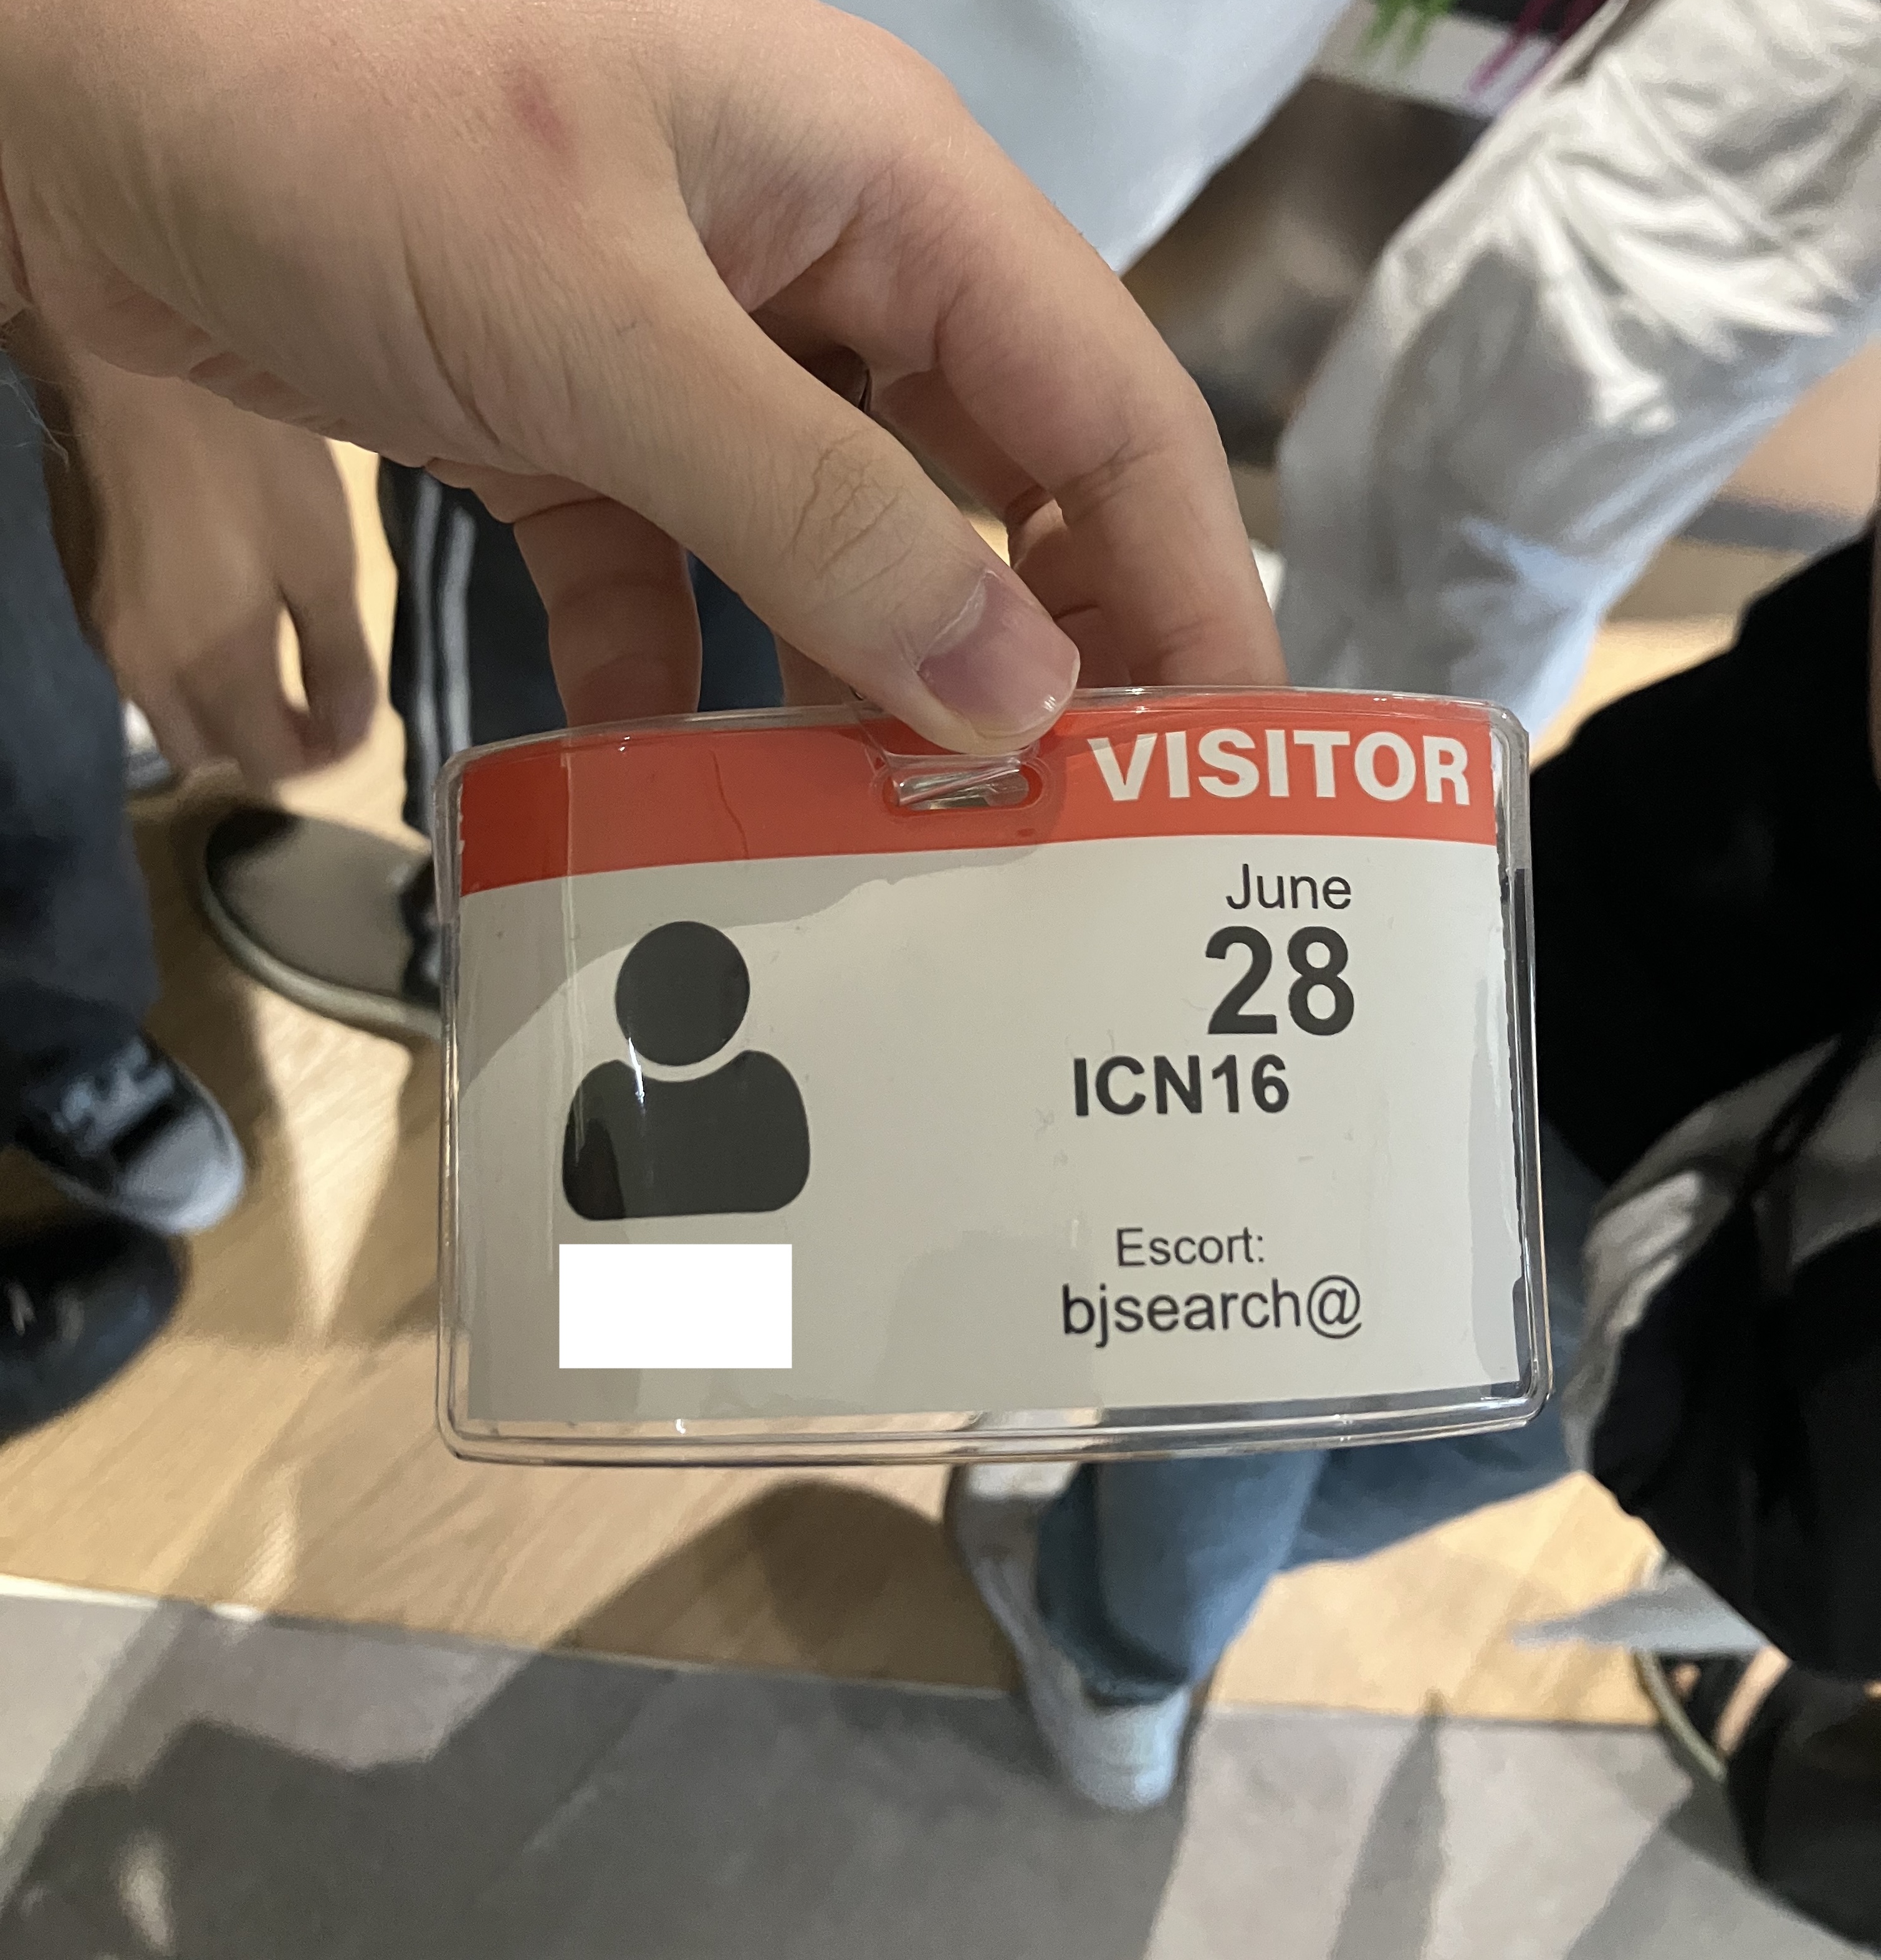 VISITOR
June
28
ICN16
Escort:
bjsearch@